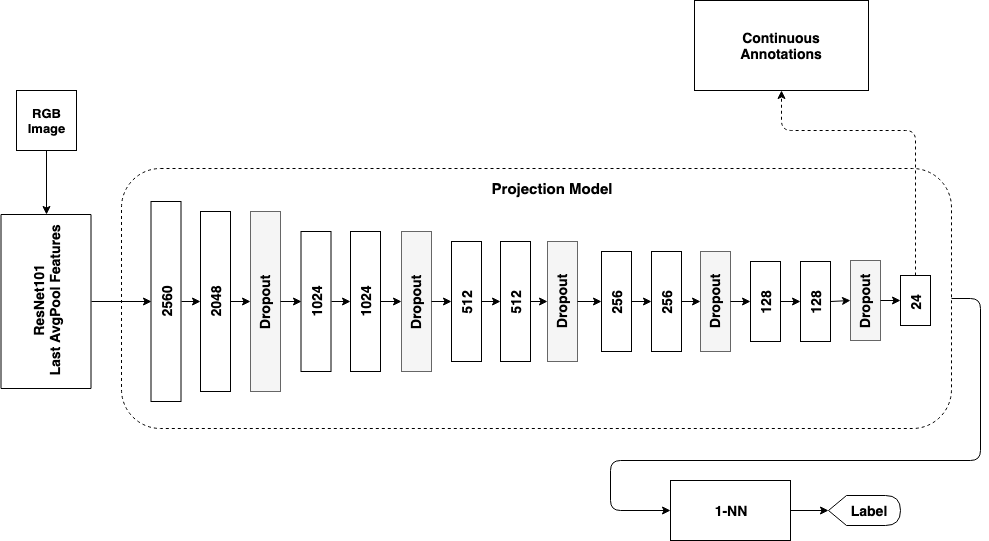 Continuous
Annotations
RGB
Image
Projection Model
ResNet101
Last AvgPool Features
2560
2048
Dropout
1024
1024
Dropout
512
512
Dropout
256
256
Dropout
128
128
Dropout
24
1-NN
Label